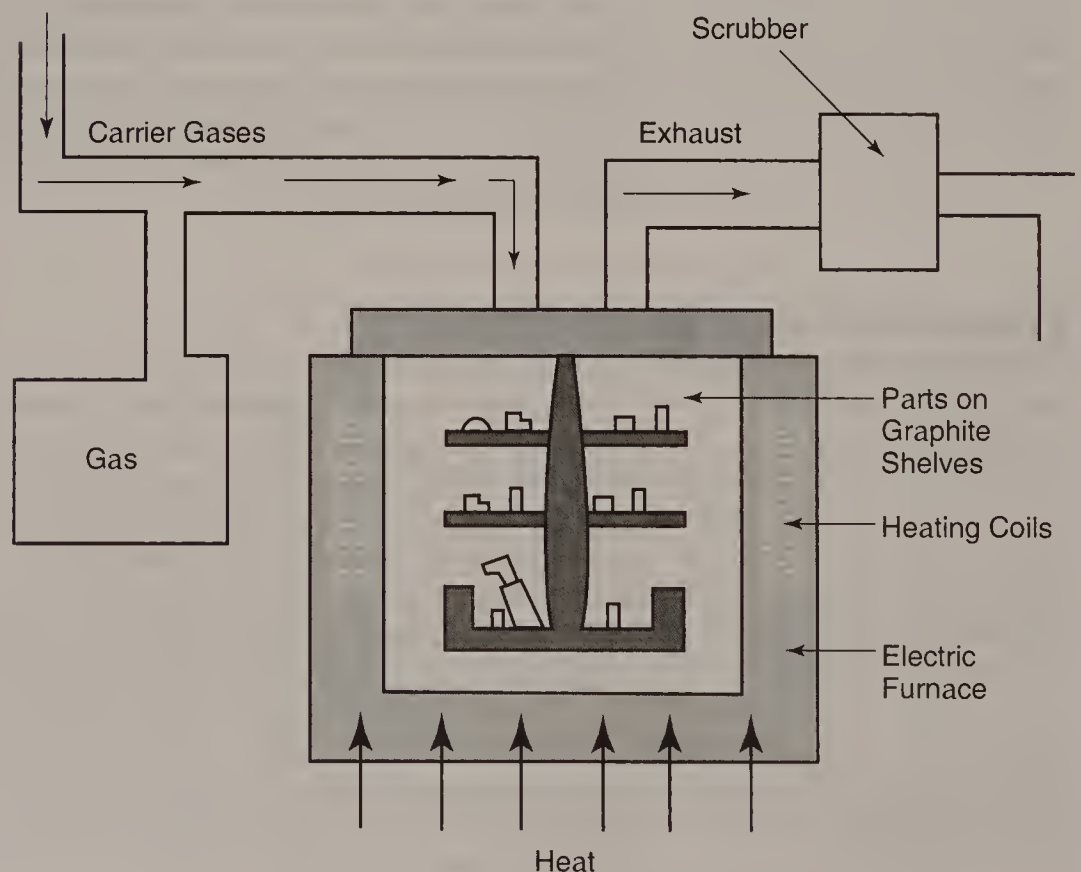 Scrubber
Carrier Gases
Exhaust
Gas
Parts on
Graphite
Shelves
Heating Coils
Electric
Furnace
Heat